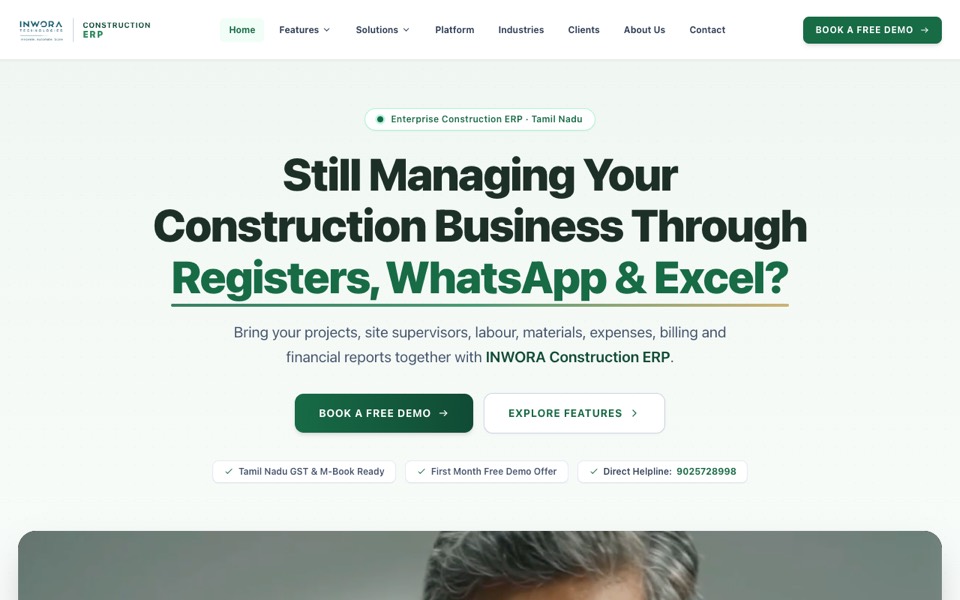 INWORA
TECHNOLOGIES
CONSTRUCTION
ERP
Home
Features
Solutions
Platform
Industries
Clients
About Us
Contact
BOOK A FREE DEMO →
Enterprise Construction ERP · Tamil Nadu
Still Managing Your
Construction Business Through
Registers, WhatsApp & Excel?
Bring your projects, site supervisors, labour, materials, expenses, billing and
financial reports together with INWORA Construction ERP.
BOOK A FREE DEMO →
EXPLORE FEATURES >
✓ Tamil Nadu GST & M-Book Ready
✓ First Month Free Demo Offer
✓ Direct Helpline: 9025728998